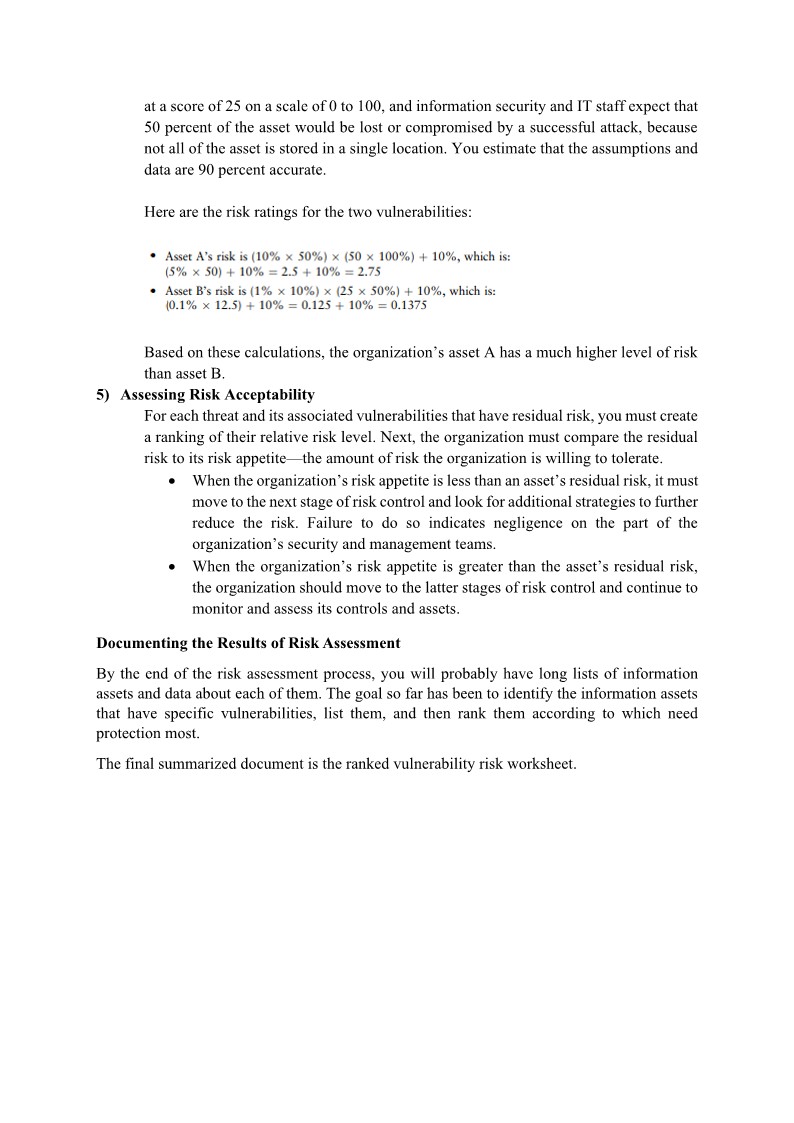 at a score of 25 on a scale of 0 to 100, and information security and IT staff expect that
50 percent of the asset would be lost or compromised by a successful attack, because
not all of the asset is stored in a single location. You estimate that the assumptions and
data are 90 percent accurate.
Here are the risk ratings for the two vulnerabilities:
• Asset A’s risk is (10% × 50%) × (50 × 100%) + 10%, which is:
(5% × 50) + 10% = 2.5 + 10% = 2.75
• Asset B’s risk is (1% × 10%) × (25 × 50%) + 10%, which is:
(0.1% × 12.5) + 10% = 0.125 + 10% = 0.1375
Based on these calculations, the organization’s asset A has a much higher level of risk
than asset B.
5) Assessing Risk Acceptability
For each threat and its associated vulnerabilities that have residual risk, you must create
a ranking of their relative risk level. Next, the organization must compare the residual
risk to its risk appetite—the amount of risk the organization is willing to tolerate.
• When the organization’s risk appetite is less than an asset’s residual risk, it must
move to the next stage of risk control and look for additional strategies to further
reduce the risk. Failure to do so indicates negligence on the part of the
organization’s security and management teams.
• When the organization’s risk appetite is greater than the asset’s residual risk,
the organization should move to the latter stages of risk control and continue to
monitor and assess its controls and assets.
Documenting the Results of Risk Assessment
By the end of the risk assessment process, you will probably have long lists of information
assets and data about each of them. The goal so far has been to identify the information assets
that have specific vulnerabilities, list them, and then rank them according to which need
protection most.
The final summarized document is the ranked vulnerability risk worksheet.